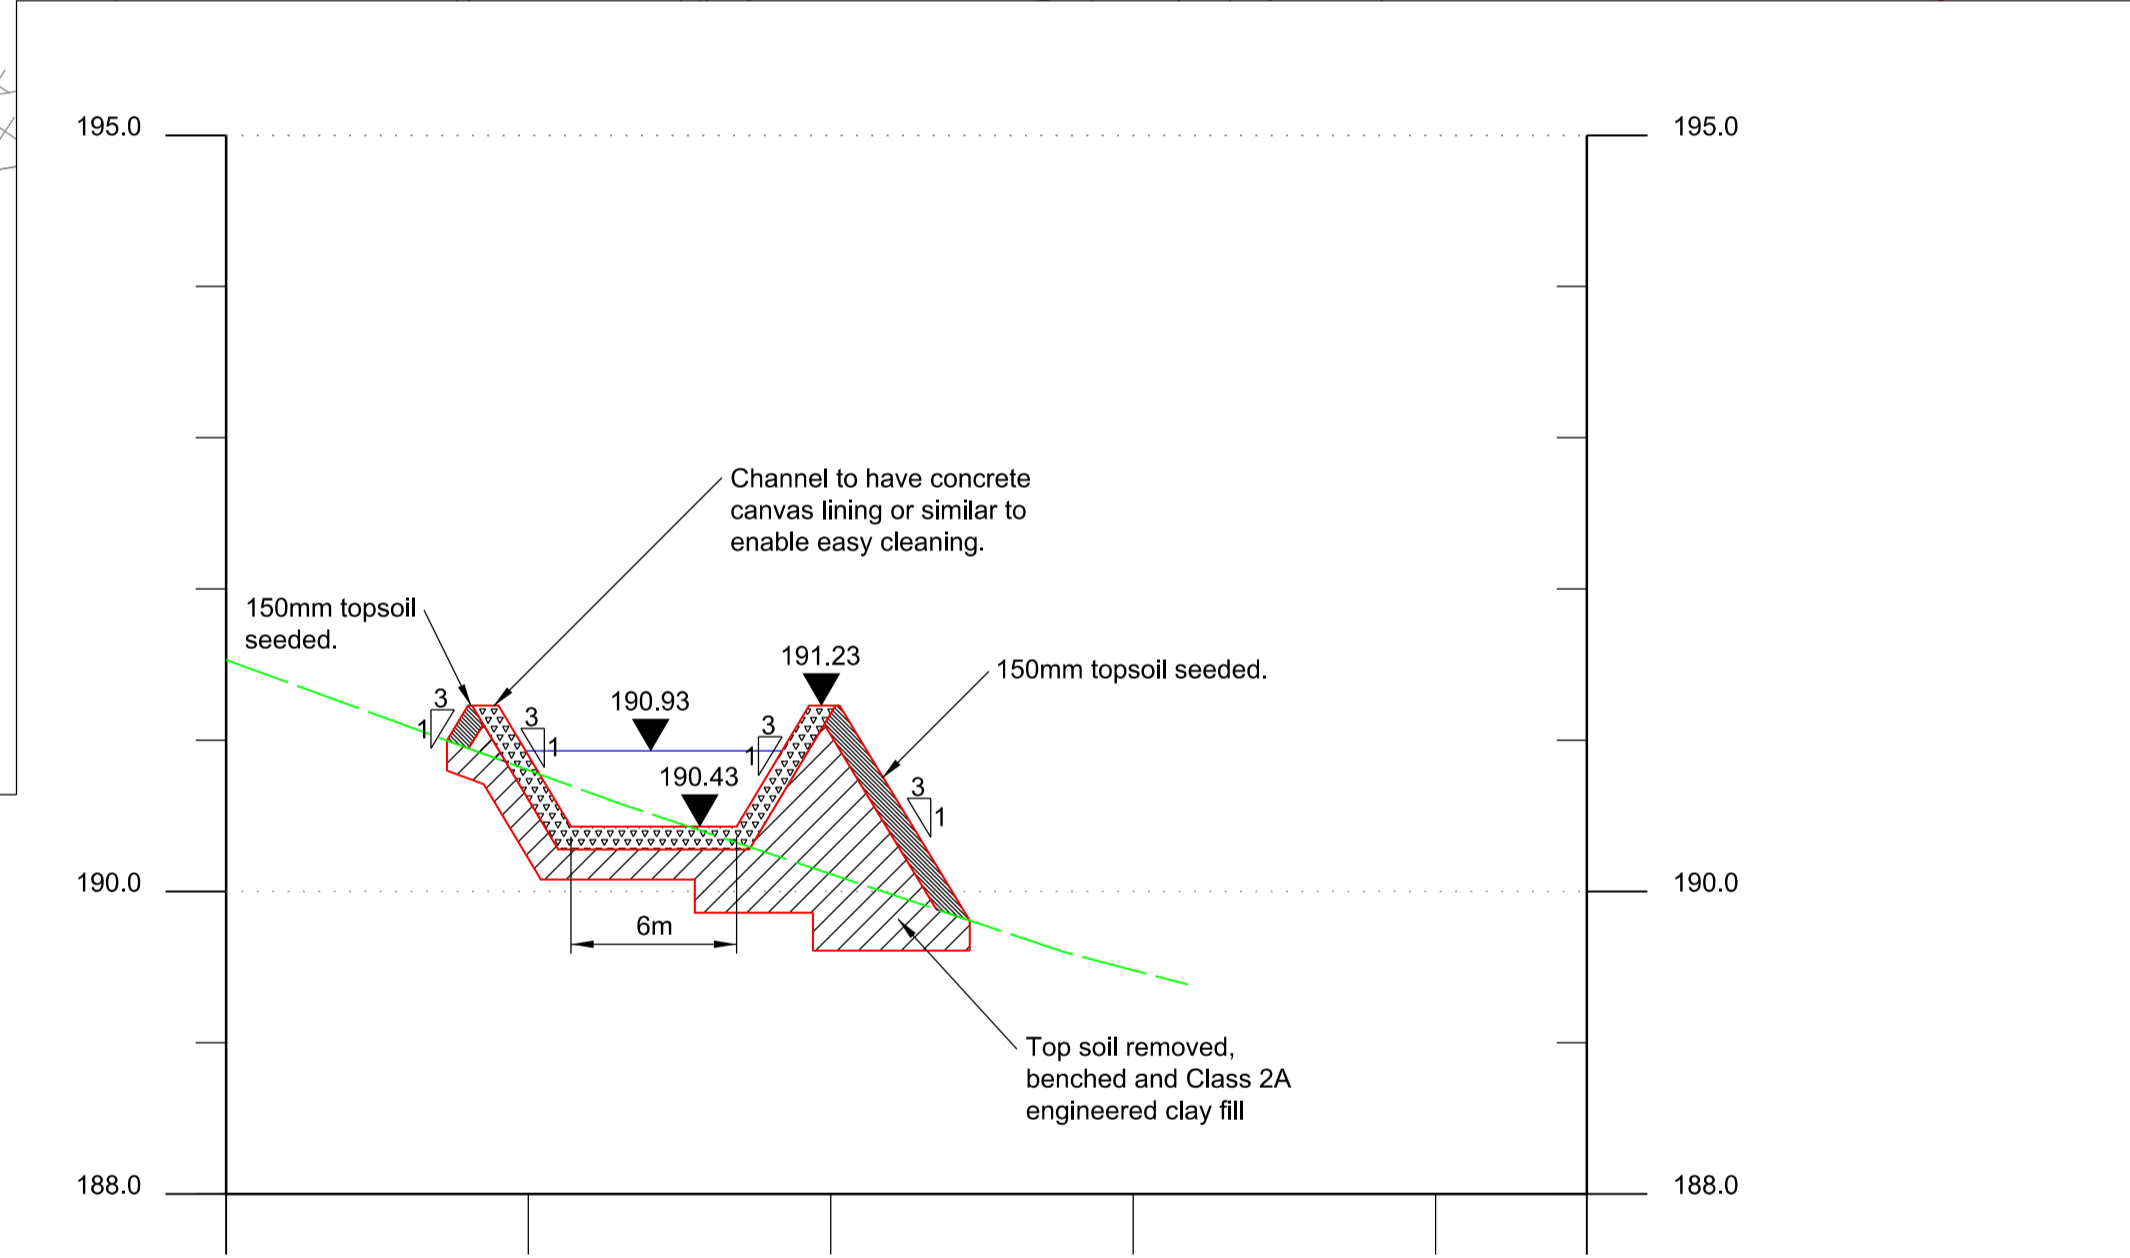 195.0
195.0
Channel to have concrete
canvas lining or similar to
enable easy cleaning.
150mm topsoil
seeded.
191.23
150mm topsoil seeded.
190.93
3
1
3
1
3
1
190.43
3
1
190.0
190.0
6m
Top soil removed,
benched and Class 2A
engineered clay fill
188.0
188.0